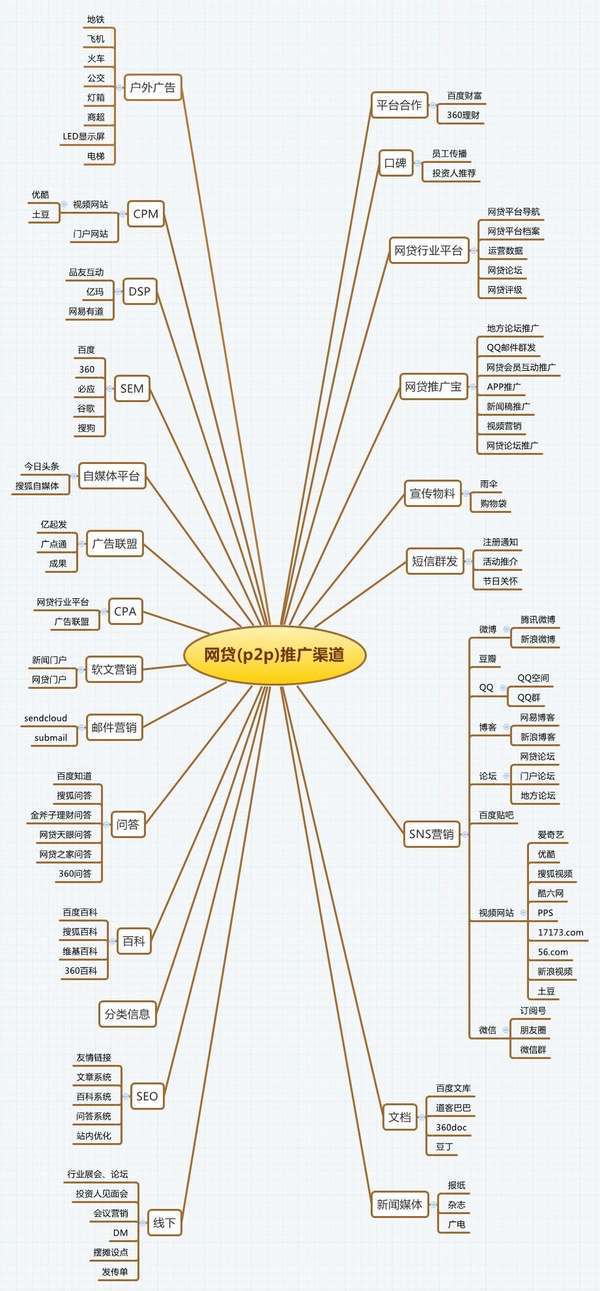 网贷(p2p)推广渠道
户外广告
地铁
飞机
火车
公交
灯箱
商超
LED显示屏
电梯
CPM
视频网站
优酷
土豆
门户网站
DSP
品友互动
亿玛
网易有道
SEM
百度
360
必应
谷歌
搜狗
自媒体平台
今日头条
搜狐自媒体
广告联盟
亿起发
广点通
成果
CPA
网贷行业平台
广告联盟
软文营销
新闻门户
网贷门户
邮件营销
sendcloud
submail
问答
百度知道
搜狐问答
金斧子理财问答
网贷天眼问答
网贷之家问答
360问答
百科
百度百科
搜狐百科
维基百科
360百科
分类信息
SEO
友情链接
文章系统
百科系统
问答系统
站内优化
线下
行业展会、论坛
投资人见面会
会议营销
DM
摆摊设点
发传单
平台合作
百度财富
360理财
口碑
员工传播
投资人推荐
网贷行业平台
网贷平台导航
网贷平台档案
运营数据
网贷论坛
网贷评级
网贷推广宝
地方论坛推广
QQ邮件群发
网贷会员互动推广
APP推广
新闻稿推广
视频营销
网贷论坛推广
宣传物料
雨伞
购物袋
短信群发
注册通知
活动推介
节日关怀
SNS营销
微博
腾讯微博
新浪微博
豆瓣
QQ
QQ空间
QQ群
博客
网易博客
新浪博客
论坛
网贷论坛
门户论坛
地方论坛
百度贴吧
视频网站
爱奇艺
优酷
搜狐视频
酷六网
PPS
17173.com
56.com
新浪视频
土豆
微信
订阅号
朋友圈
微信群
文档
百度文库
道客巴巴
360doc
豆丁
新闻媒体
报纸
杂志
广电